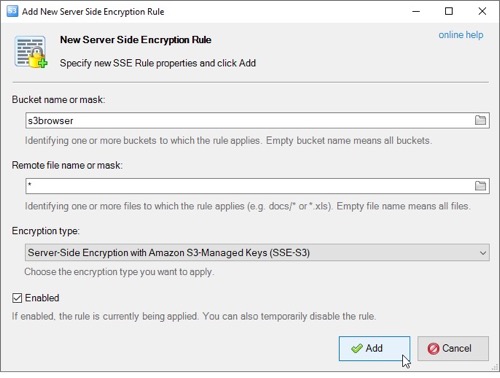 S3 Add New Server Side Encryption Rule
New Server Side Encryption Rule
online help
Specify new SSE Rule properties and click Add
Bucket name or mask:
s3browser
Identifying one or more buckets to which the rule applies. Empty bucket name means all buckets.
Remote file name or mask:
*
Identifying one or more files to which the rule applies (e.g. docs/* or *.xls). Empty file name means all files.
Encryption type:
Server-Side Encryption with Amazon S3-Managed Keys (SSE-S3)
Choose the encryption type you want to apply.
Enabled
If enabled, the rule is currently being applied. You can also temporarily disable the rule.
Add
Cancel